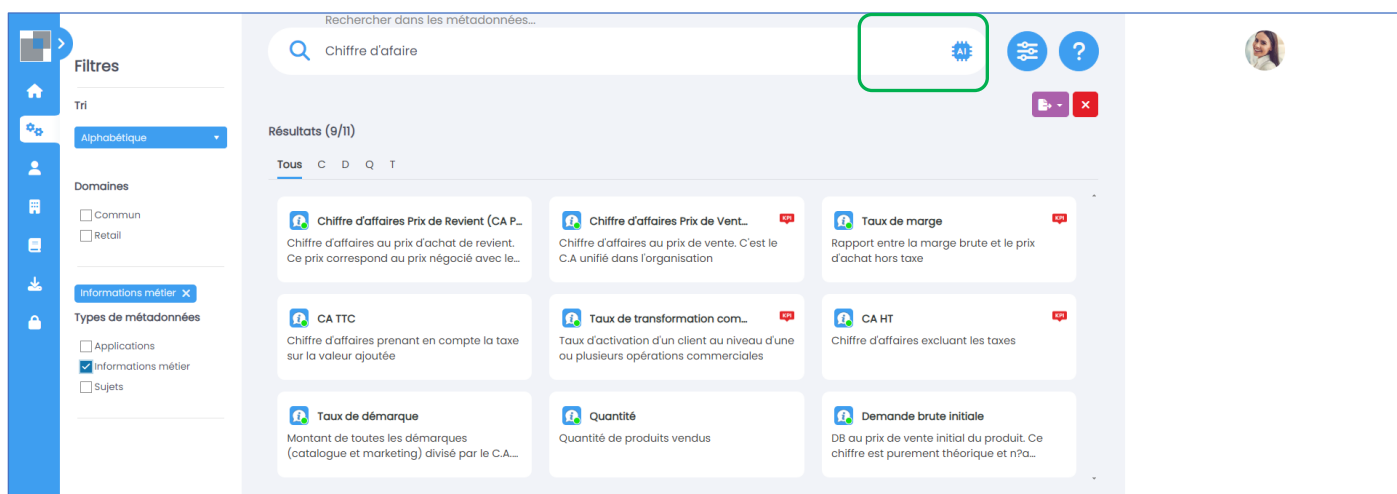 Rechercher dans les métadonnées...
Chiffre d'afaire
AI
?
Filtres
Tri
Alphabétique
Domaines
Commun
Retail
Informations métier X
Types de métadonnées
Applications
Informations métier
Sujets
Résultats (9/11)
Tous C D Q T
Chiffre d'affaires Prix de Revient (CA P...
Chiffre d'affaires au prix d'achat de revient.
Ce prix correspond au prix négocié avec le...
Chiffre d'affaires Prix de Vent... KPI
Chiffre d'affaires au prix de vente. C'est le
C.A unifié dans l'organisation
Taux de marge KPI
Rapport entre la marge brute et le prix
d'achat hors taxe
CA TTC
Chiffre d'affaires prenant en compte la taxe
sur la valeur ajoutée
Taux de transformation com... KPI
Taux d'activation d'un client au niveau d'une
ou plusieurs opérations commerciales
CA HT KPI
Chiffre d'affaires excluant les taxes
Taux de démarque
Montant de toutes les démarques
(catalogue et marketing) divisé par le C.A....
Quantité
Quantité de produits vendus
Demande brute initiale
DB au prix de vente initial du produit. Ce
chiffre est purement théorique et n?a...